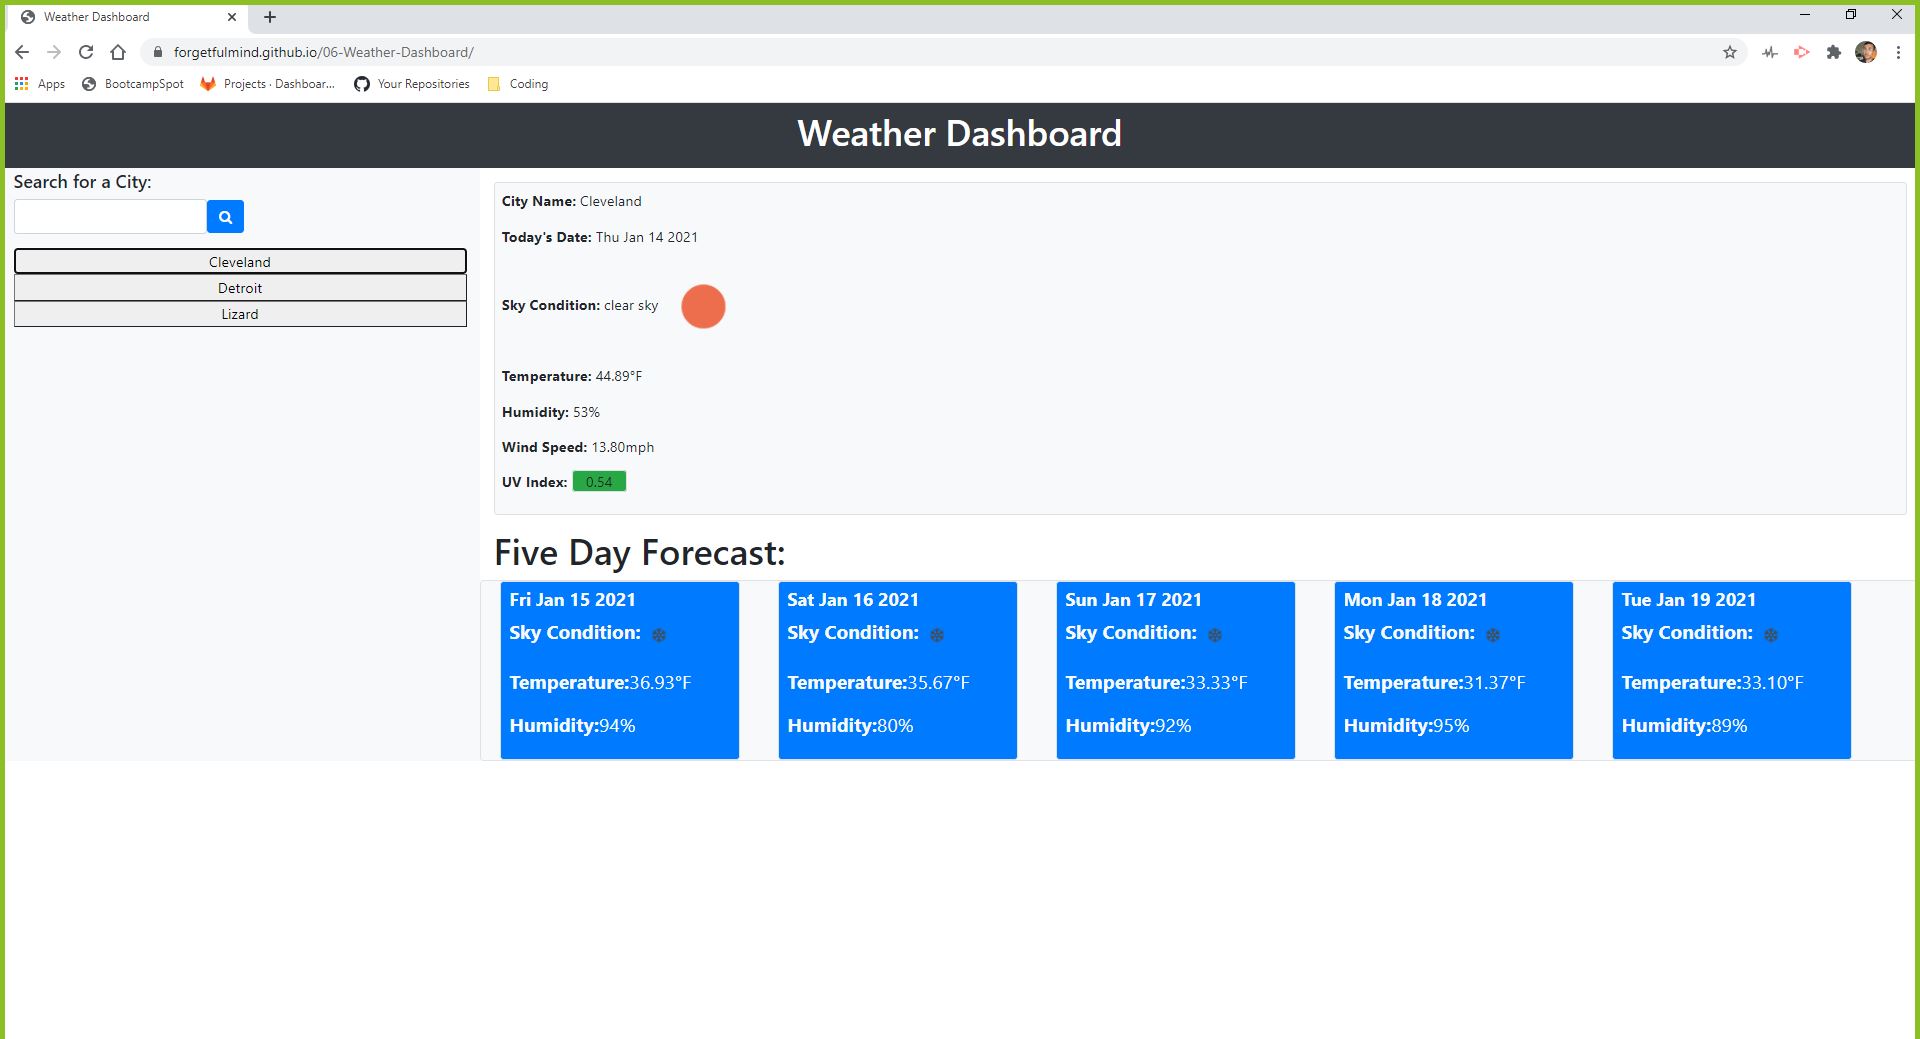 Weather Dashboard
forgetfulmind.github.io/06-Weather-Dashboard/
Apps BootcampSpot Projects · Dashboar... Your Repositories Coding
Weather Dashboard
Search for a City:
Cleveland
Detroit
Lizard
City Name: Cleveland
Today's Date: Thu Jan 14 2021
Sky Condition: clear sky
Temperature: 44.89°F
Humidity: 53%
Wind Speed: 13.80mph
UV Index: 0.54
Five Day Forecast:
Fri Jan 15 2021
Sky Condition:
Temperature:36.93°F
Humidity:94%
Sat Jan 16 2021
Sky Condition:
Temperature:35.67°F
Humidity:80%
Sun Jan 17 2021
Sky Condition:
Temperature:33.33°F
Humidity:92%
Mon Jan 18 2021
Sky Condition:
Temperature:31.37°F
Humidity:95%
Tue Jan 19 2021
Sky Condition:
Temperature:33.10°F
Humidity:89%